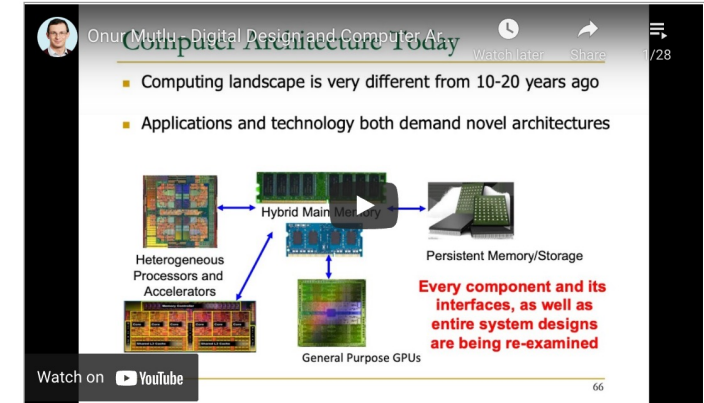 Onur Mutlu - Digital Design and Computer Ar...
Computer Architecture Today
Watch later
Share
1/28
Computing landscape is very different from 10-20 years ago
Applications and technology both demand novel architectures
Hybrid Main Memory
Heterogeneous
Processors and
Accelerators
Persistent Memory/Storage
Every component and its
interfaces, as well as
entire system designs
are being re-examined
General Purpose GPUs
Watch on YouTube
66